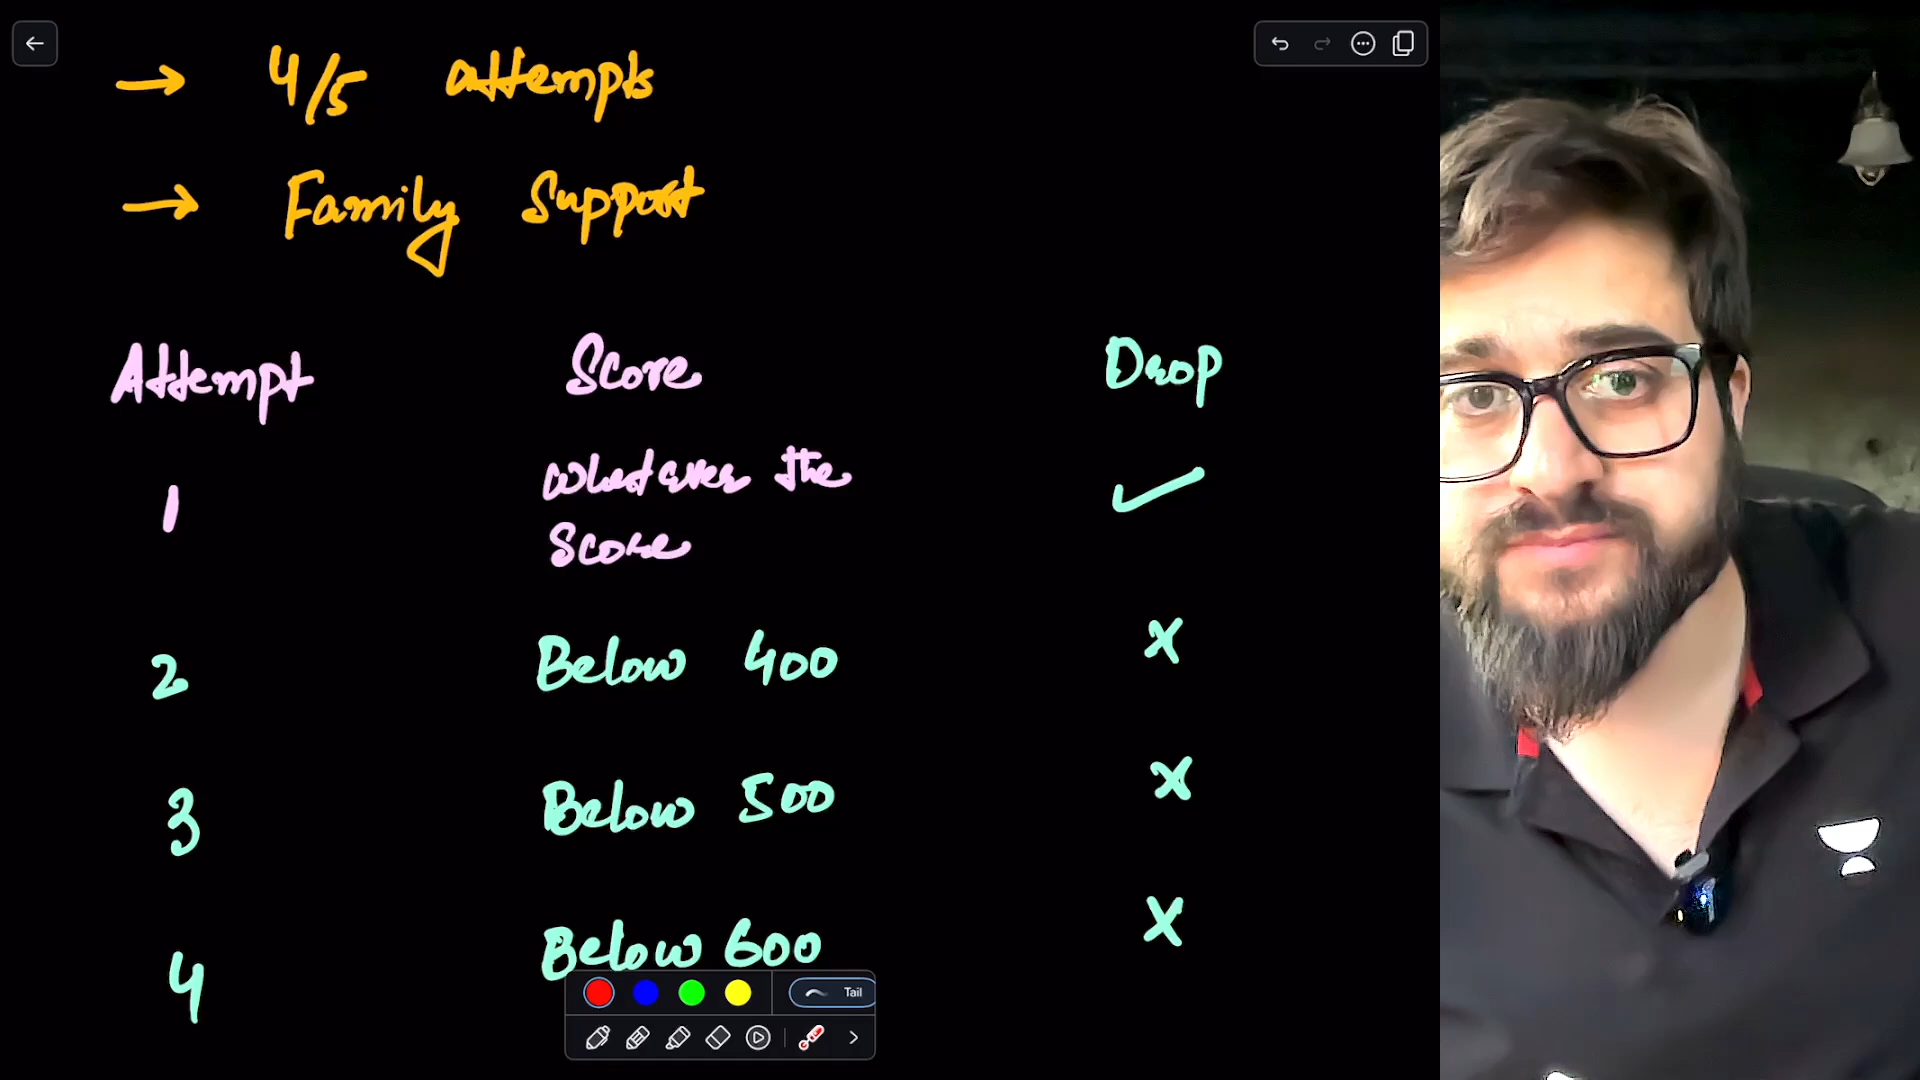 → 4/5 attempts
→ Family Support
Attempt Score Drop
1 Whatever the Score ✓
2 Below 400 x
3 Below 500 x
4 Below 600 x
Tail